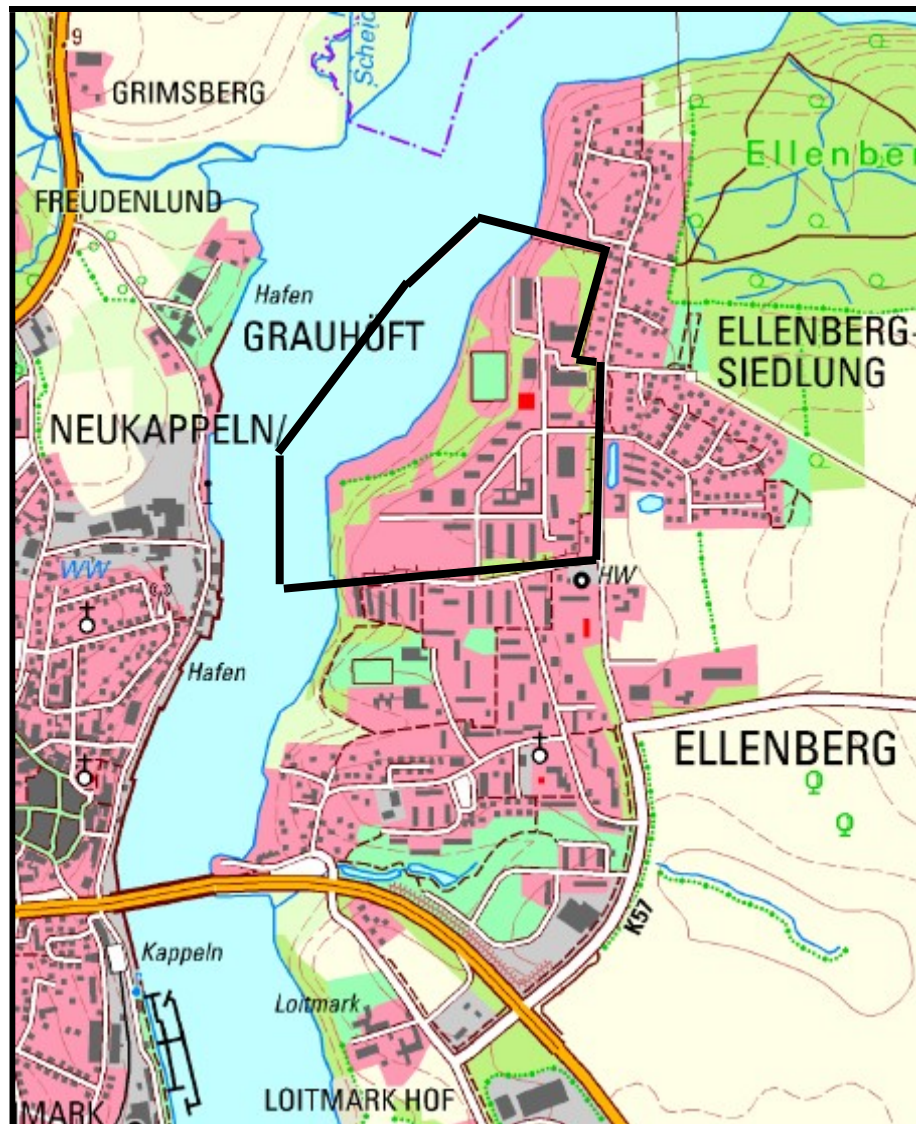 9
Scheid
GRIMSBERG
Ellenber
FREUDENLUND
Hafen
GRAUHÖFT
ELLENBERG
SIEDLUNG
NEUKAPPELN/
WW
HW
Hafen
ELLENBERG
K57
Kappeln
Loitmark
LOITMARK HOF
MARK